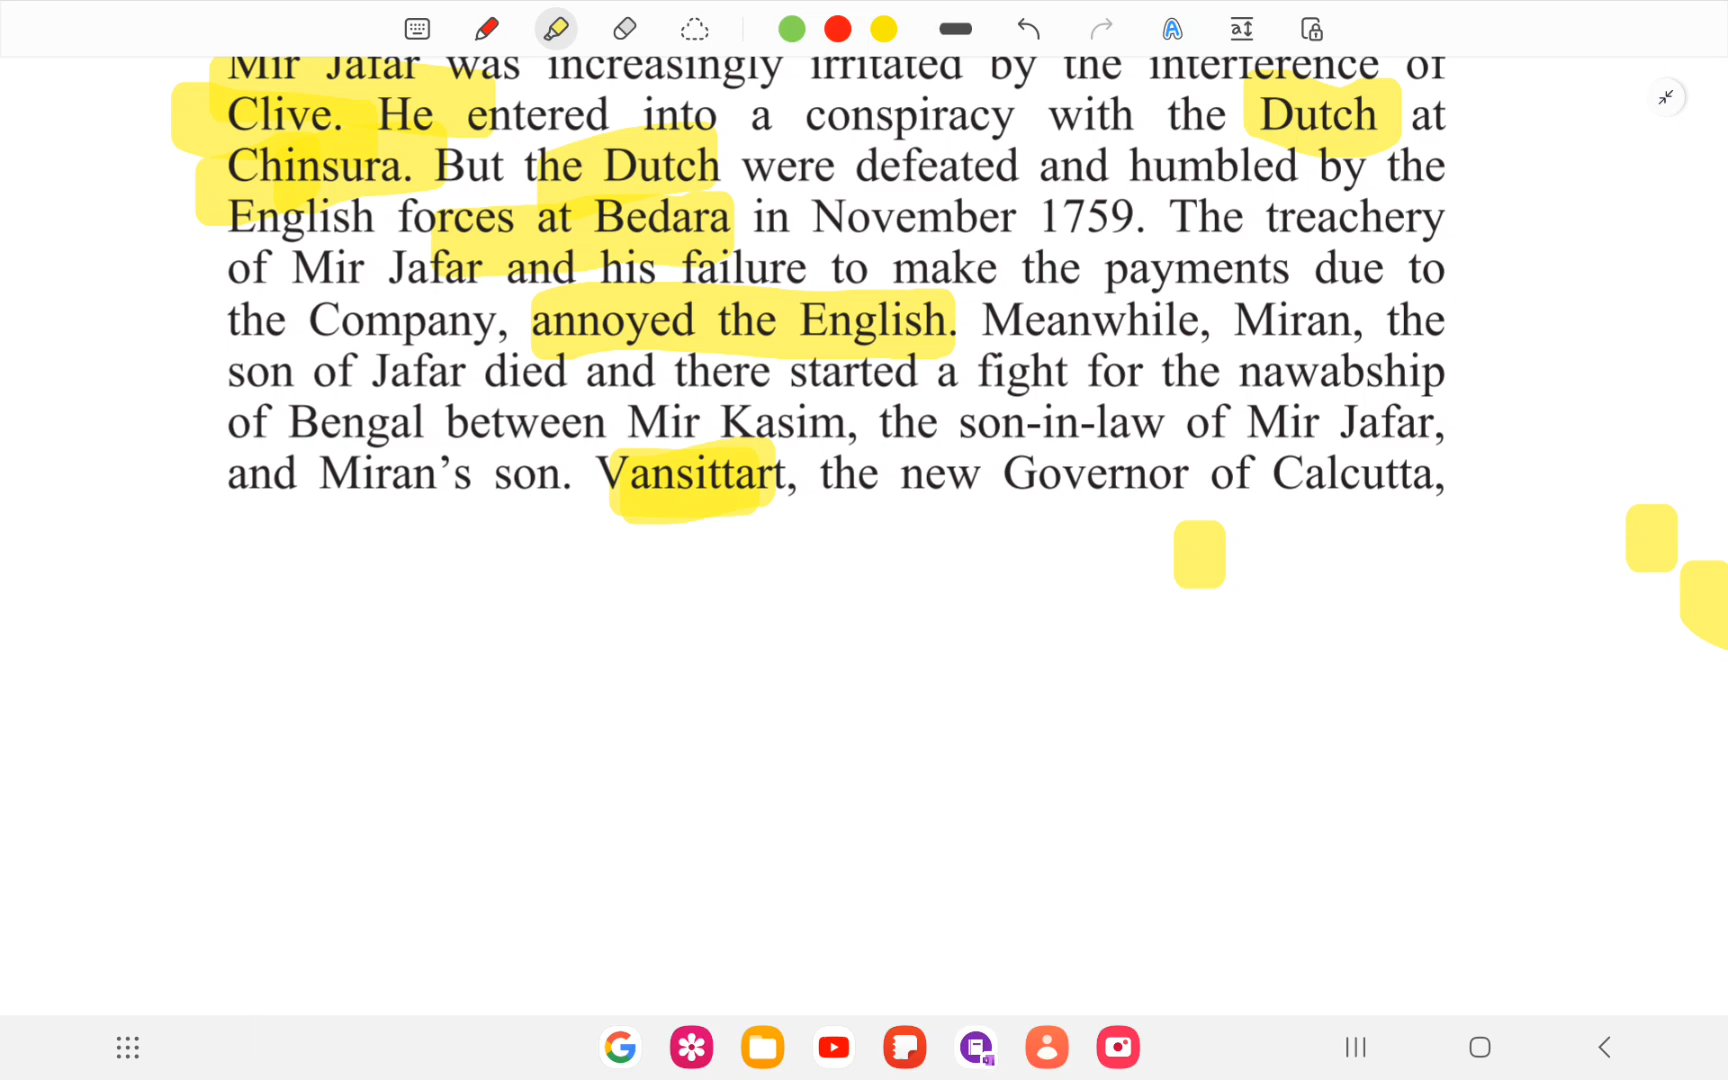 Mir Jafar was increasingly irritated by the interference of
Clive. He entered into a conspiracy with the Dutch at
Chinsura. But the Dutch were defeated and humbled by the
English forces at Bedara in November 1759. The treachery
of Mir Jafar and his failure to make the payments due to
the Company, annoyed the English. Meanwhile, Miran, the
son of Jafar died and there started a fight for the nawabship
of Bengal between Mir Kasim, the son-in-law of Mir Jafar,
and Miran’s son. Vansittart, the new Governor of Calcutta,